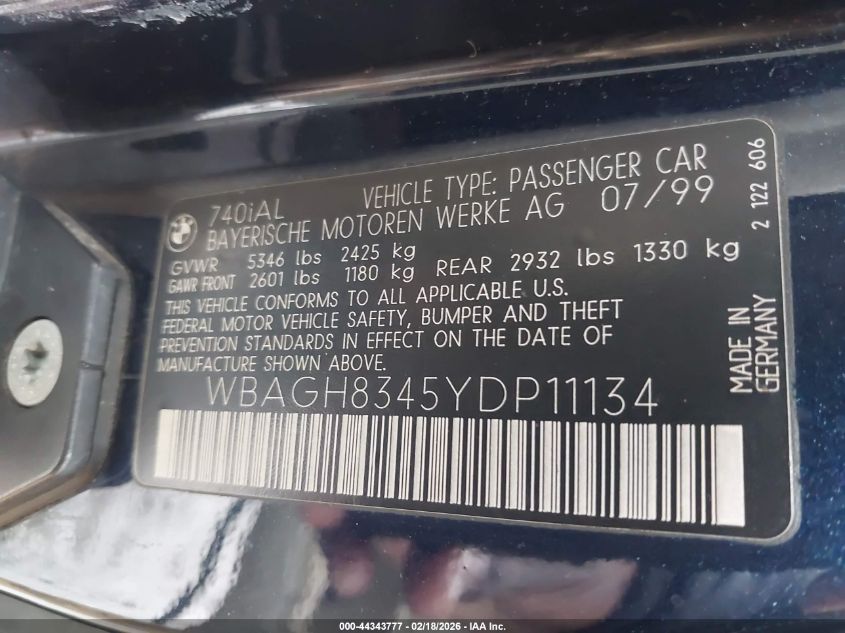 BMW
740iAL VEHICLE TYPE: PASSENGER CAR
BAYERISCHE MOTOREN WERKE AG 07/99
GVWR 5346 lbs 2425 kg
GAWR FRONT 2601 lbs 1180 kg REAR 2932 lbs 1330 kg
THIS VEHICLE CONFORMS TO ALL APPLICABLE U.S.
FEDERAL MOTOR VEHICLE SAFETY, BUMPER AND THEFT
PREVENTION STANDARDS IN EFFECT ON THE DATE OF
MANUFACTURE SHOWN ABOVE.
WBAGH8345YDP11134
2 122 606
MADE IN
GERMANY
000-44343777 - 02/18/2026 - IAA Inc.